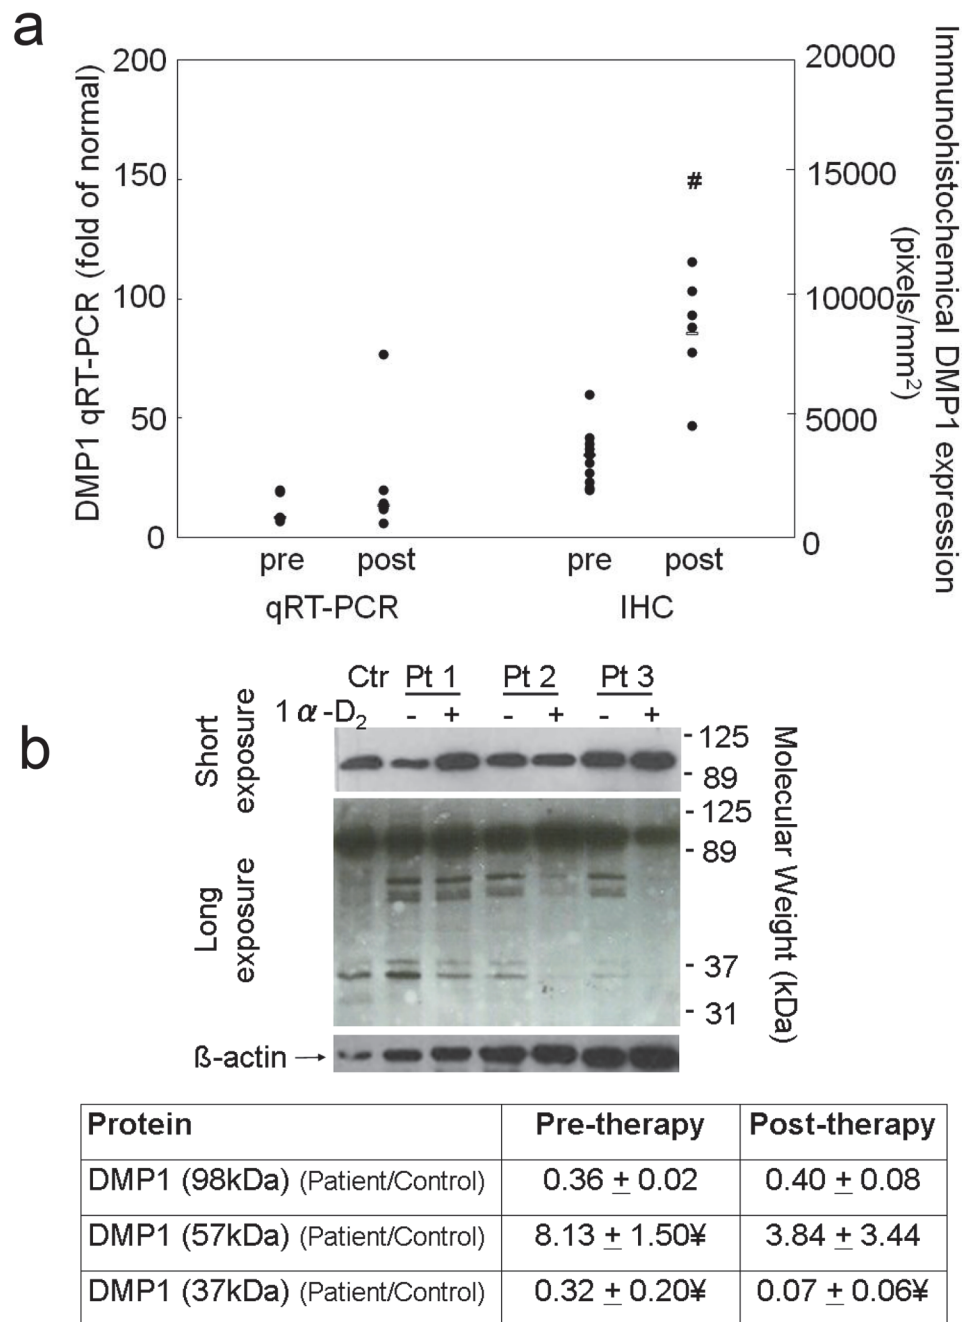 a
DMP1 qRT-PCR (fold of normal)
200
150
100
50
0
20000
15000
10000
5000
0
Immunohistochemical DMP1 expression
(pixels/mm²)
#
pre post pre post
qRT-PCR IHC
b
Ctr Pt 1 Pt 2 Pt 3
1α-D₂ - + - + - +
Short
exposure
- 125
- 89
Long
exposure
- 125
- 89
- 37
- 31
Molecular Weight (kDa)
ß-actin →
Protein Pre-therapy Post-therapy
DMP1 (98kDa) (Patient/Control) 0.36 ± 0.02 0.40 ± 0.08
DMP1 (57kDa) (Patient/Control) 8.13 ± 1.50¥ 3.84 ± 3.44
DMP1 (37kDa) (Patient/Control) 0.32 ± 0.20¥ 0.07 ± 0.06¥